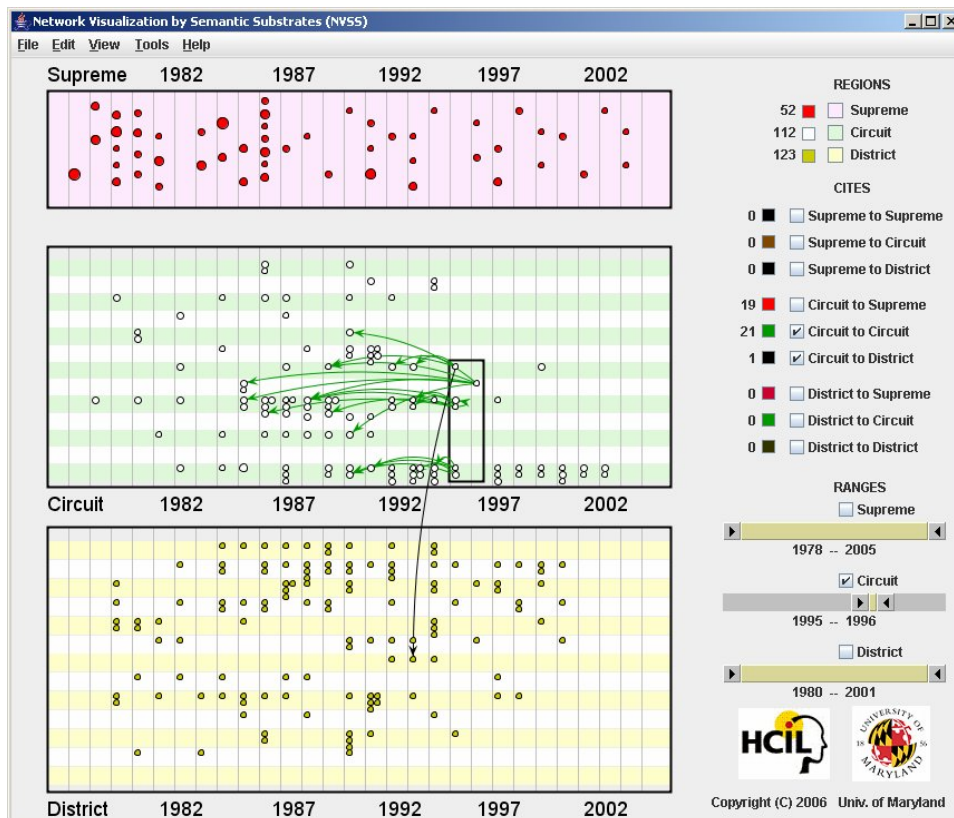 Network Visualization by Semantic Substrates (NVSS)
File Edit View Tools Help
Supreme 1982 1987 1992 1997 2002
Circuit 1982 1987 1992 1997 2002
District 1982 1987 1992 1997 2002
REGIONS
52 Supreme
112 Circuit
123 District
CITES
0 Supreme to Supreme
0 Supreme to Circuit
0 Supreme to District
19 Circuit to Supreme
21 Circuit to Circuit
1 Circuit to District
0 District to Supreme
0 District to Circuit
0 District to District
RANGES
Supreme
1978 -- 2005
Circuit
1995 -- 1996
District
1980 -- 2001
HCIL
UNIVERSITY OF
18 56
MARYLAND
Copyright (C) 2006 Univ. of Maryland